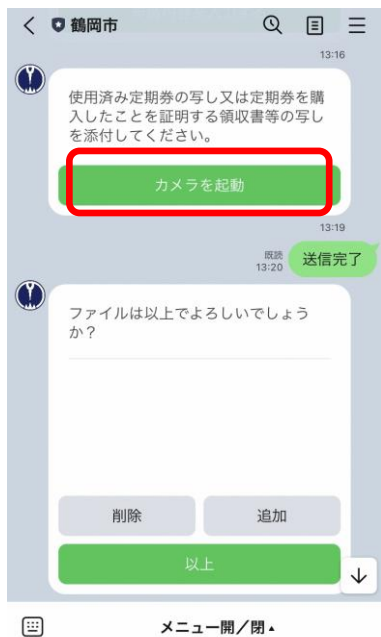 鶴岡市
13:16
使用済み定期券の写し又は定期券を購
入したことを証明する領収書等の写し
を添付してください。
カメラを起動
13:19
既読
13:20
送信完了
ファイルは以上でよろしいでしょう
か?
削除 追加
以上
メニュー開/閉▴